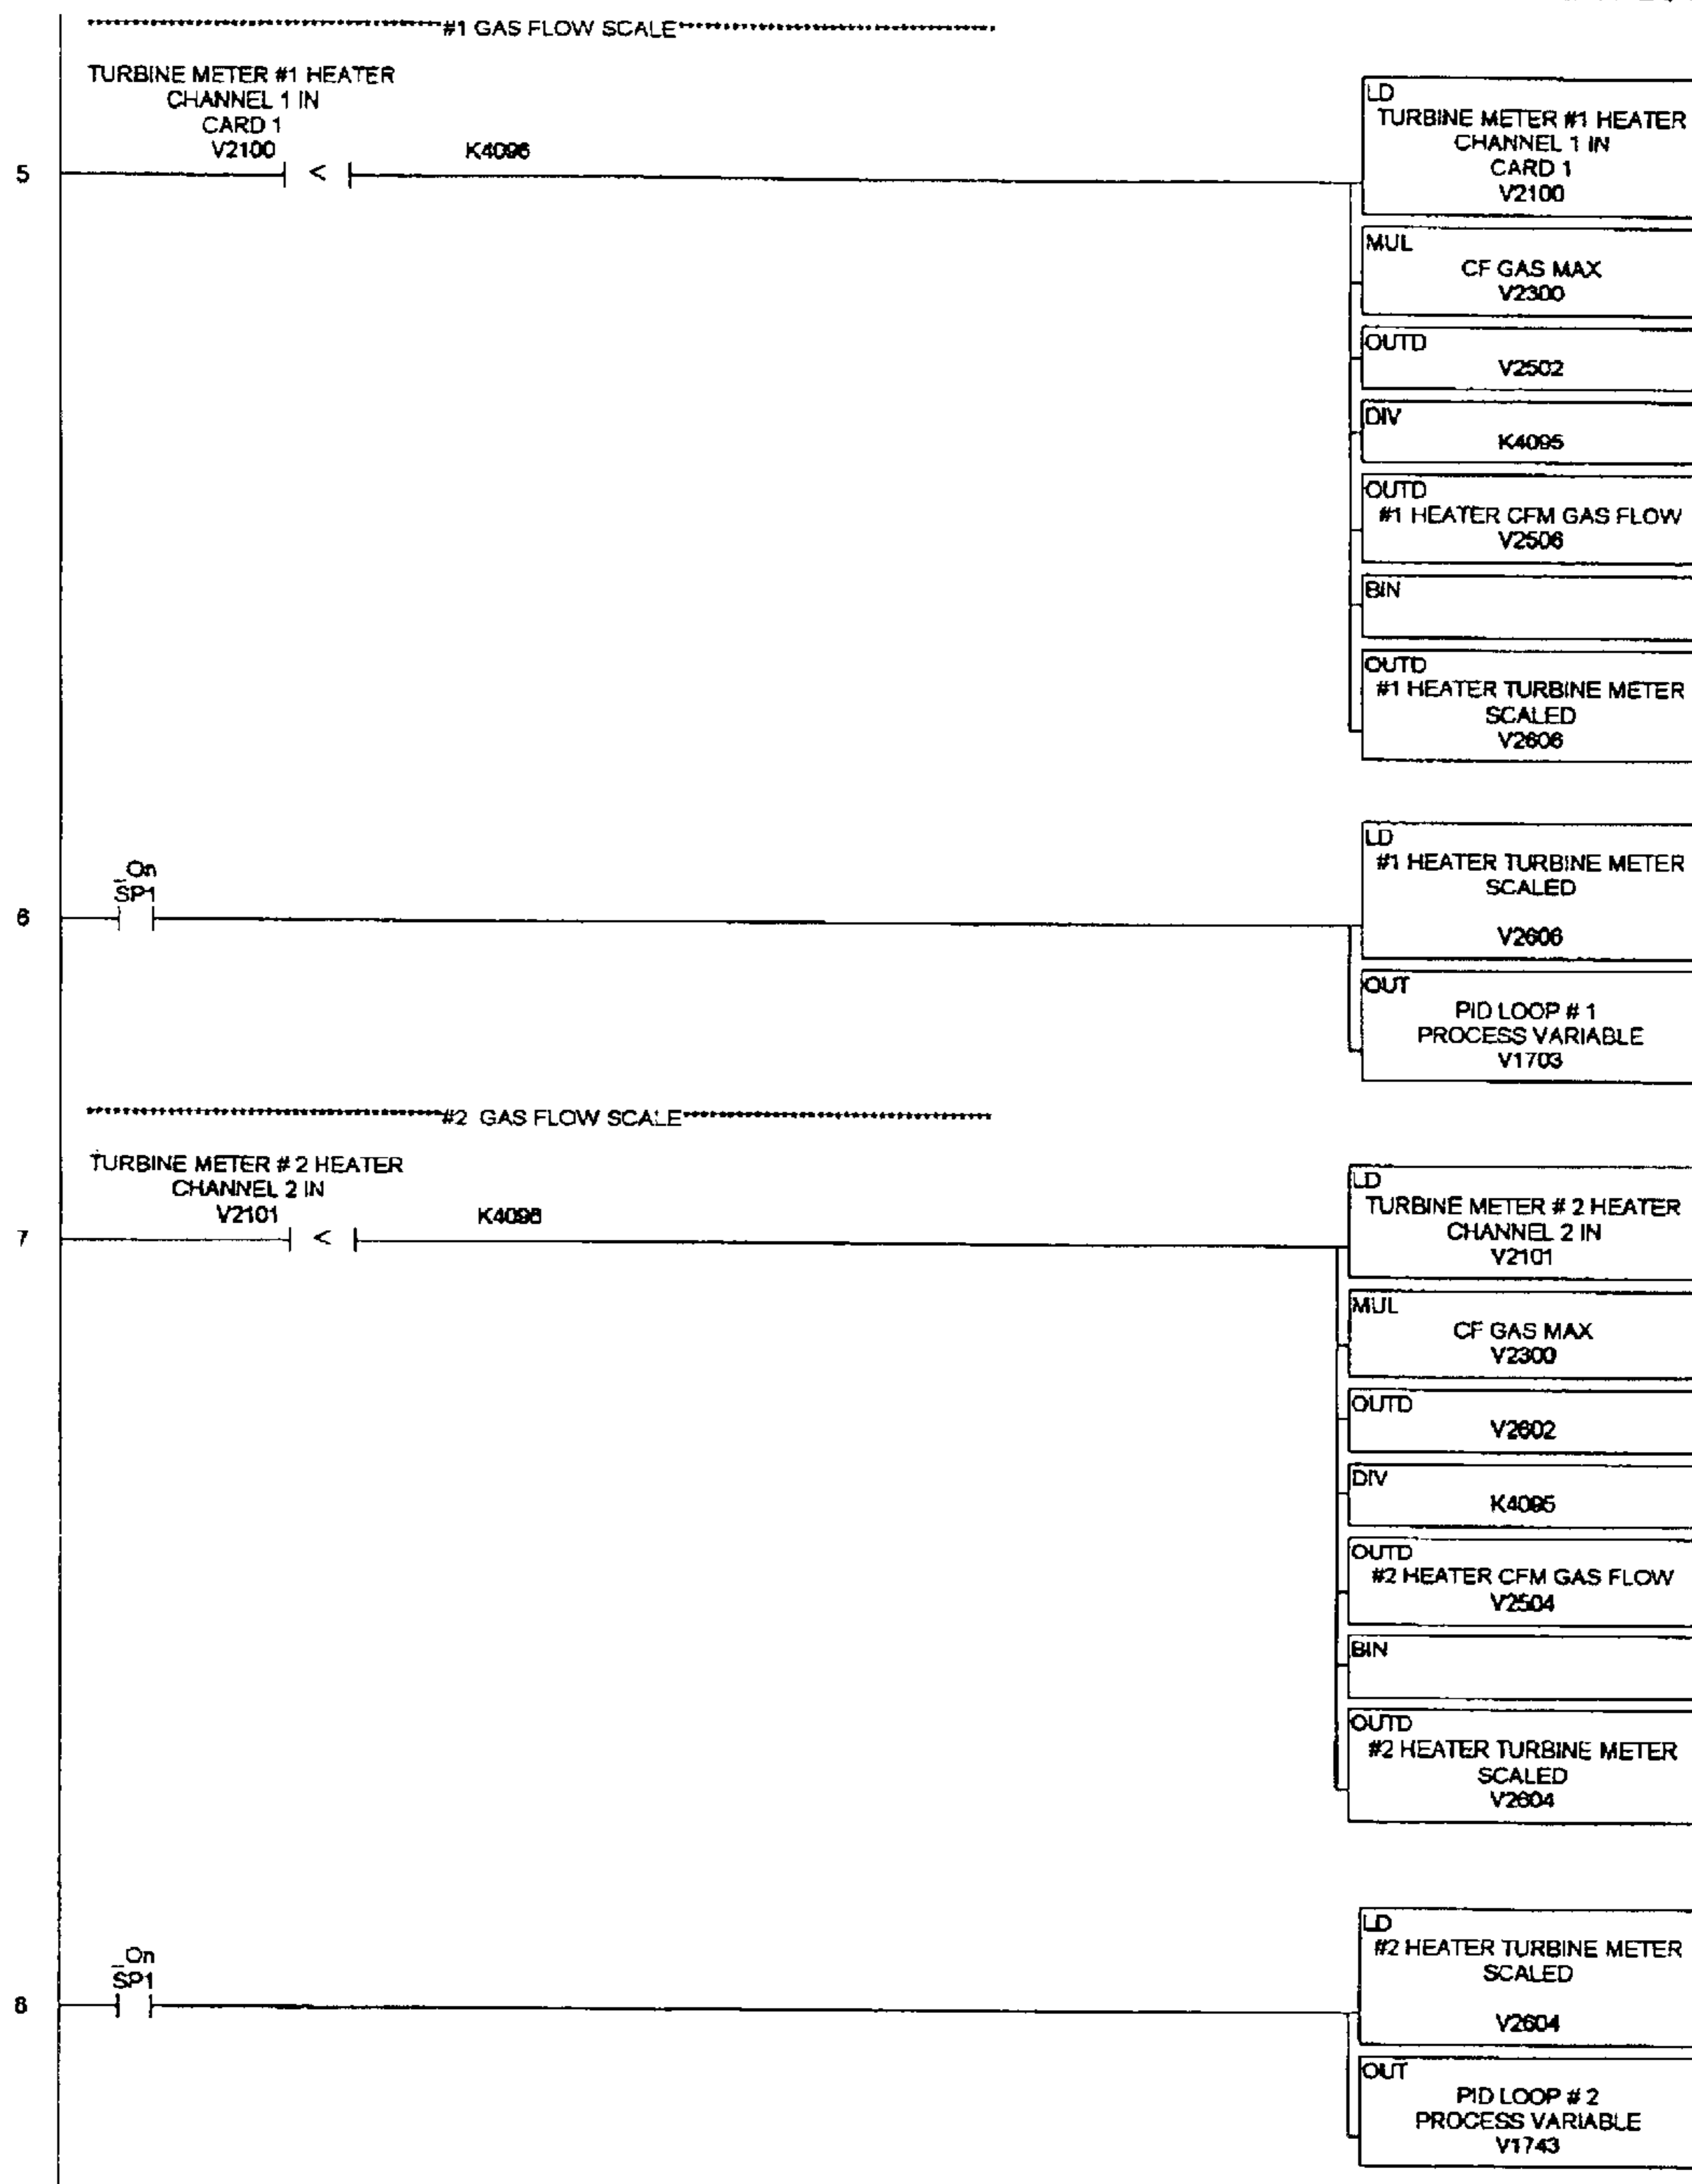 #1 GAS FLOW SCALE
TURBINE METER #1 HEATER
CHANNEL 1 IN
CARD 1
V2100 K4096
5 <
LD
TURBINE METER #1 HEATER
CHANNEL 1 IN
CARD 1
V2100
MUL
CF GAS MAX
V2300
OUTD
V2502
DIV
K4095
OUTD
#1 HEATER CFM GAS FLOW
V2506
BIN
OUTD
#1 HEATER TURBINE METER
SCALED
V2606
_On
SP1
6
LD
#1 HEATER TURBINE METER
SCALED
V2606
OUT
PID LOOP # 1
PROCESS VARIABLE
V1703
#2 GAS FLOW SCALE
TURBINE METER # 2 HEATER
CHANNEL 2 IN
V2101 K4096
7 <
LD
TURBINE METER # 2 HEATER
CHANNEL 2 IN
V2101
MUL
CF GAS MAX
V2300
OUTD
V2602
DIV
K4095
OUTD
#2 HEATER CFM GAS FLOW
V2504
BIN
OUTD
#2 HEATER TURBINE METER
SCALED
V2604
_On
SP1
8
LD
#2 HEATER TURBINE METER
SCALED
V2604
OUT
PID LOOP # 2
PROCESS VARIABLE
V1743